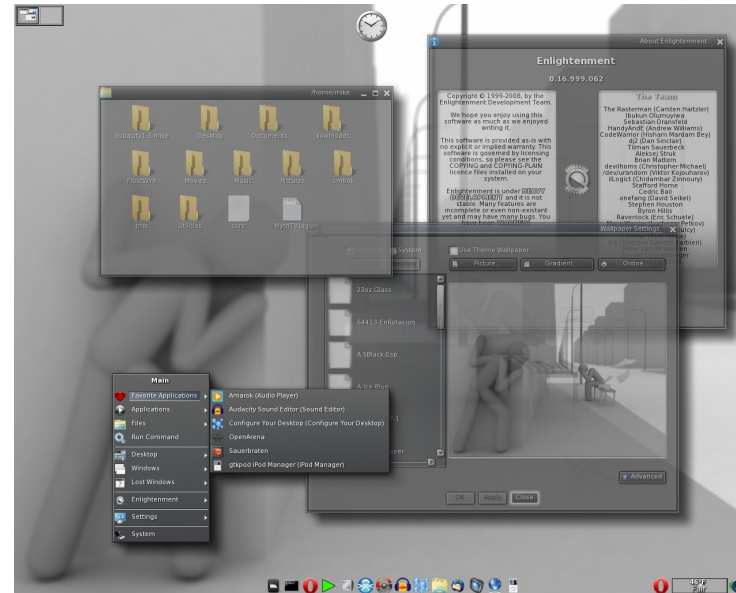 About Enlightenment
Enlightenment
0.16.999.062
Copyright © 1999-2008, by the
Enlightenment Development Team.
We hope you enjoy using this
software as much as we enjoyed
writing it.
This software is provided as-is with
no explicit or implied warranty. This
software is governed by licensing
conditions, so please see the
COPYING and COPYING-PLAIN
licence files installed on your
system.
Enlightenment is under HEAVY
DEVELOPMENT and it is not
stable. Many features are
incomplete or even non-existant
yet and may have many bugs. You
have been
The Team
The Rasterman (Carsten Haitzler)
Ibukun Olumuyiwa
Sebastian Dransfeld
HandyAndE (Andrew Williams)
CodeWarrior (Hisham Mardam Bey)
dj2 (Dan Sinclair)
Tilman Sauerbeck
Aleksej Struk
Brian Mattern
devilhorns (Christopher Michael)
/dev/urandom (Viktor Kojouharov)
illogict (Chidambar Zinnoury)
Stafford Horne
Cedric Bail
onefang (David Seikel)
Stephen Houston
Byron Hillis
Ravenlock (Eric Schuele)
/home/mike
audacity1.3-mike
Desktop
Documents
downloads
FrostWire
Movies
Music
Pictures
smb4k
tmp
utilities
core
Wallpaper Settings
System
Use Theme Wallpaper
Picture...
Gradient...
Online...
23oz Glass
64413-EnRotacion
A SBlack-Esp
A-Ice-Blue
Advanced
OK
Apply
Close
Main
Favorite Applications
Applications
Files
Run Command
Desktop
Windows
Lost Windows
Enlightenment
Settings
System
Amarok (Audio Player)
Audacity Sound Editor (Sound Editor)
Configure Your Desktop (Configure Your Desktop)
OpenArena
Sauerbraten
gtkpod iPod Manager (iPod Manager)
46°F
Fair